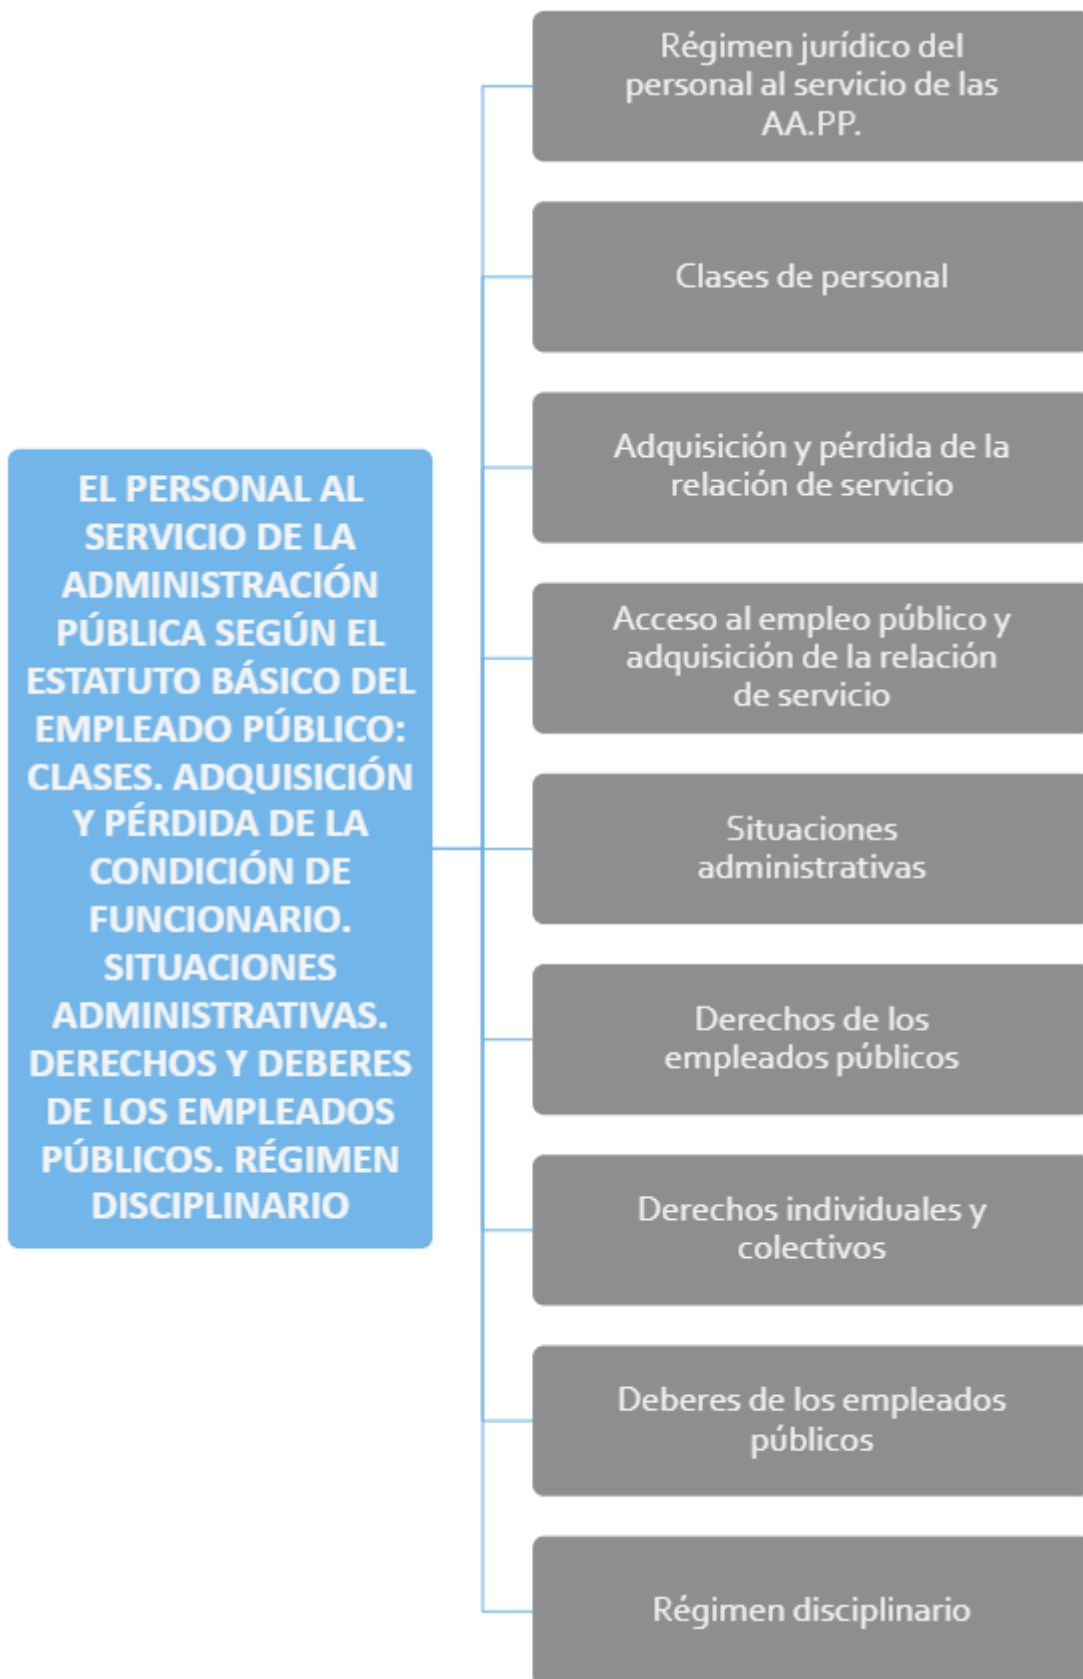 EL PERSONAL AL
SERVICIO DE LA
ADMINISTRACIÓN
PÚBLICA SEGÚN EL
ESTATUTO BÁSICO DEL
EMPLEADO PÚBLICO:
CLASES. ADQUISICIÓN
Y PÉRDIDA DE LA
CONDICIÓN DE
FUNCIONARIO.
SITUACIONES
ADMINISTRATIVAS.
DERECHOS Y DEBERES
DE LOS EMPLEADOS
PÚBLICOS. RÉGIMEN
DISCIPLINARIO
Régimen jurídico del
personal al servicio de las
AA.PP.
Clases de personal
Adquisición y pérdida de la
relación de servicio
Acceso al empleo público y
adquisición de la relación
de servicio
Situaciones
administrativas
Derechos de los
empleados públicos
Derechos individuales y
colectivos
Deberes de los empleados
públicos
Régimen disciplinario